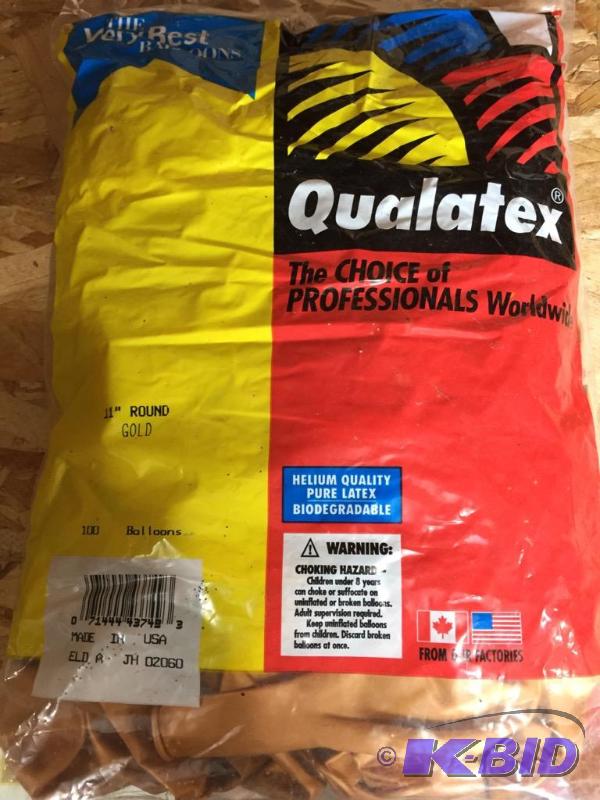 THE
Very Best
BALLOONS
Qualatex®
The CHOICE of
PROFESSIONALS Worldwide
11" ROUND
GOLD
100 Balloons
HELIUM QUALITY
PURE LATEX
BIODEGRADABLE
WARNING:
CHOKING HAZARD –
Children under 8 years
can choke or suffocate on
uninflated or broken balloons.
Adult supervision required.
Keep uninflated balloons
from children. Discard broken
balloons at once.
0 71444 43749 3
MADE IN USA
ELD A JH 02060
FROM OUR FACTORIES
© K-BID